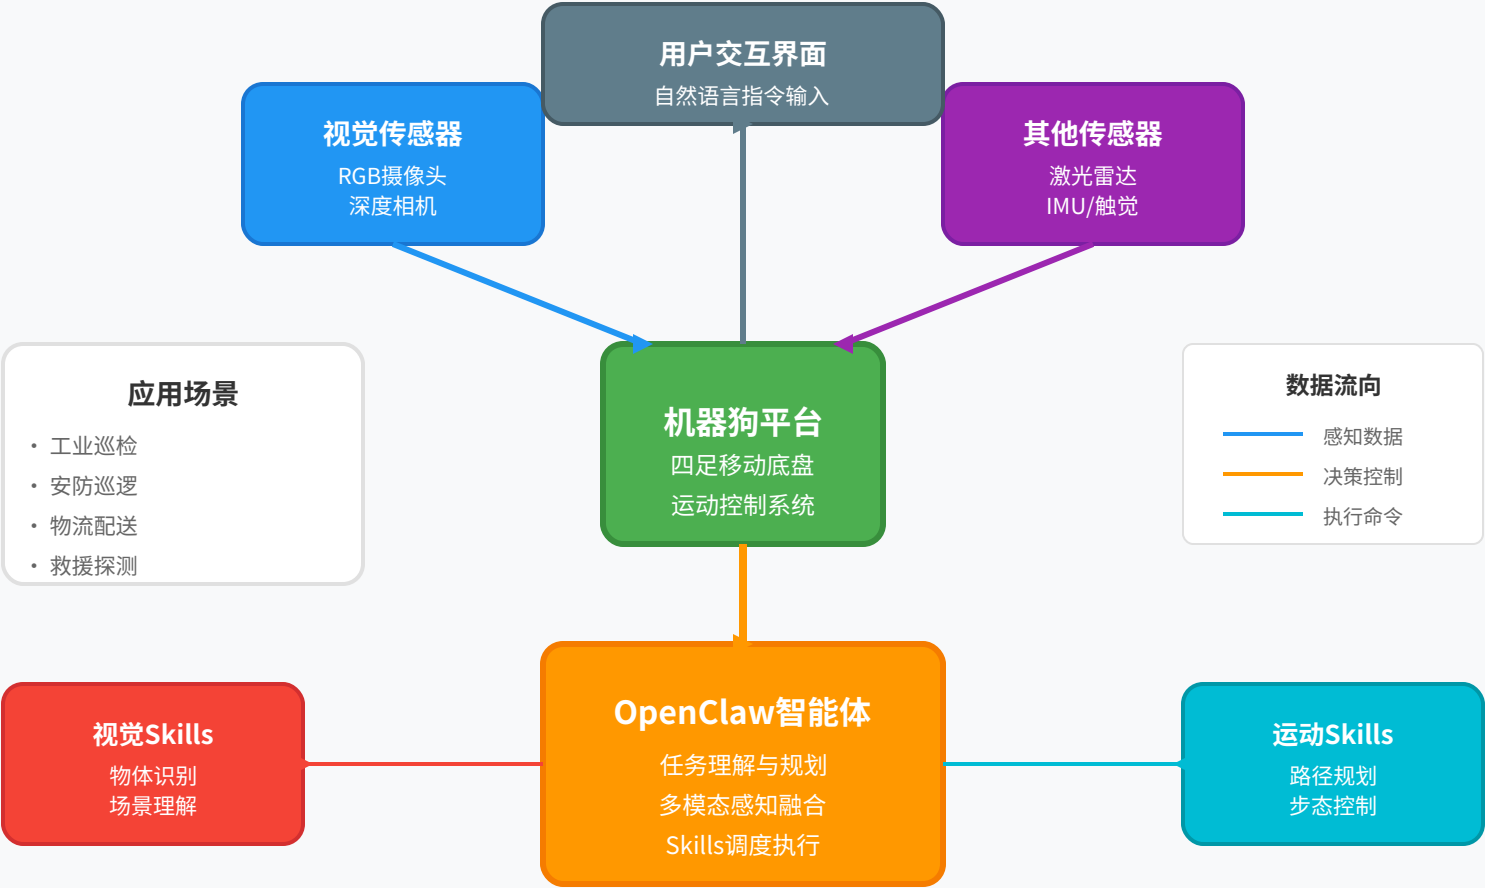 用户交互界面
自然语言指令输入
视觉传感器
RGB摄像头
深度相机
其他传感器
激光雷达
IMU/触觉
应用场景
• 工业巡检
• 安防巡逻
• 物流配送
• 救援探测
机器狗平台
四足移动底盘
运动控制系统
数据流向
感知数据
决策控制
执行命令
视觉Skills
物体识别
场景理解
OpenClaw智能体
任务理解与规划
多模态感知融合
Skills调度执行
运动Skills
路径规划
步态控制